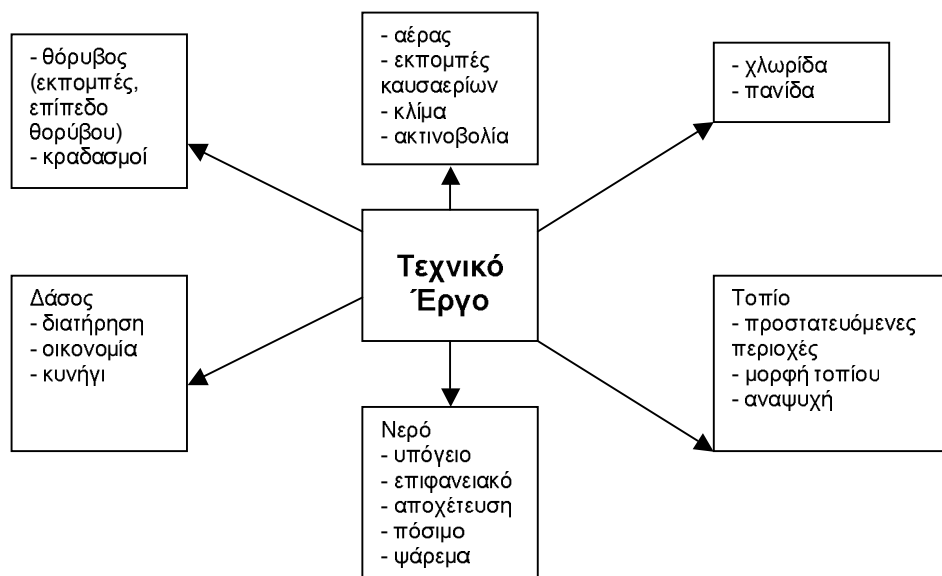 - θόρυβος
(εκπομπές,
επίπεδο
θορύβου)
- κραδασμοί
- αέρας
- εκπομπές
καυσαερίων
- κλίμα
- ακτινοβολία
- χλωρίδα
- πανίδα
Τεχνικό
Έργο
Δάσος
- διατήρηση
- οικονομία
- κυνήγι
Νερό
- υπόγειο
- επιφανειακό
- αποχέτευση
- πόσιμο
- ψάρεμα
Τοπίο
- προστατευόμενες
περιοχές
- μορφή τοπίου
- αναψυχή